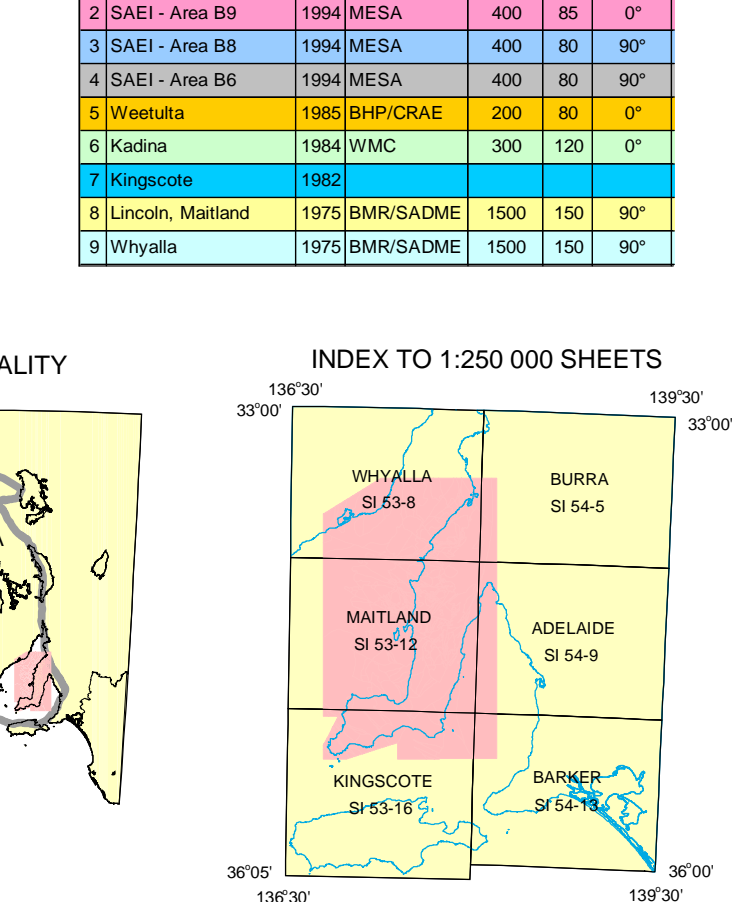 2 SAEI - Area B9 1994 MESA 400 85 0°
3 SAEI - Area B8 1994 MESA 400 80 90°
4 SAEI - Area B6 1994 MESA 400 80 90°
5 Weetulta 1985 BHP/CRAE 200 80 0°
6 Kadina 1984 WMC 300 120 0°
7 Kingscote 1982
8 Lincoln, Maitland 1975 BMR/SADME 1500 150 90°
9 Whyalla 1975 BMR/SADME 1500 150 90°
ALITY
INDEX TO 1:250 000 SHEETS
136°30'
139°30'
33°00'
33°00'
WHYALLA
SI 53-8
BURRA
SI 54-5
MAITLAND
SI 53-12
ADELAIDE
SI 54-9
KINGSCOTE
SI 53-16
BARKER
SI 54-13
36°05'
36°00'
136°30'
139°30'